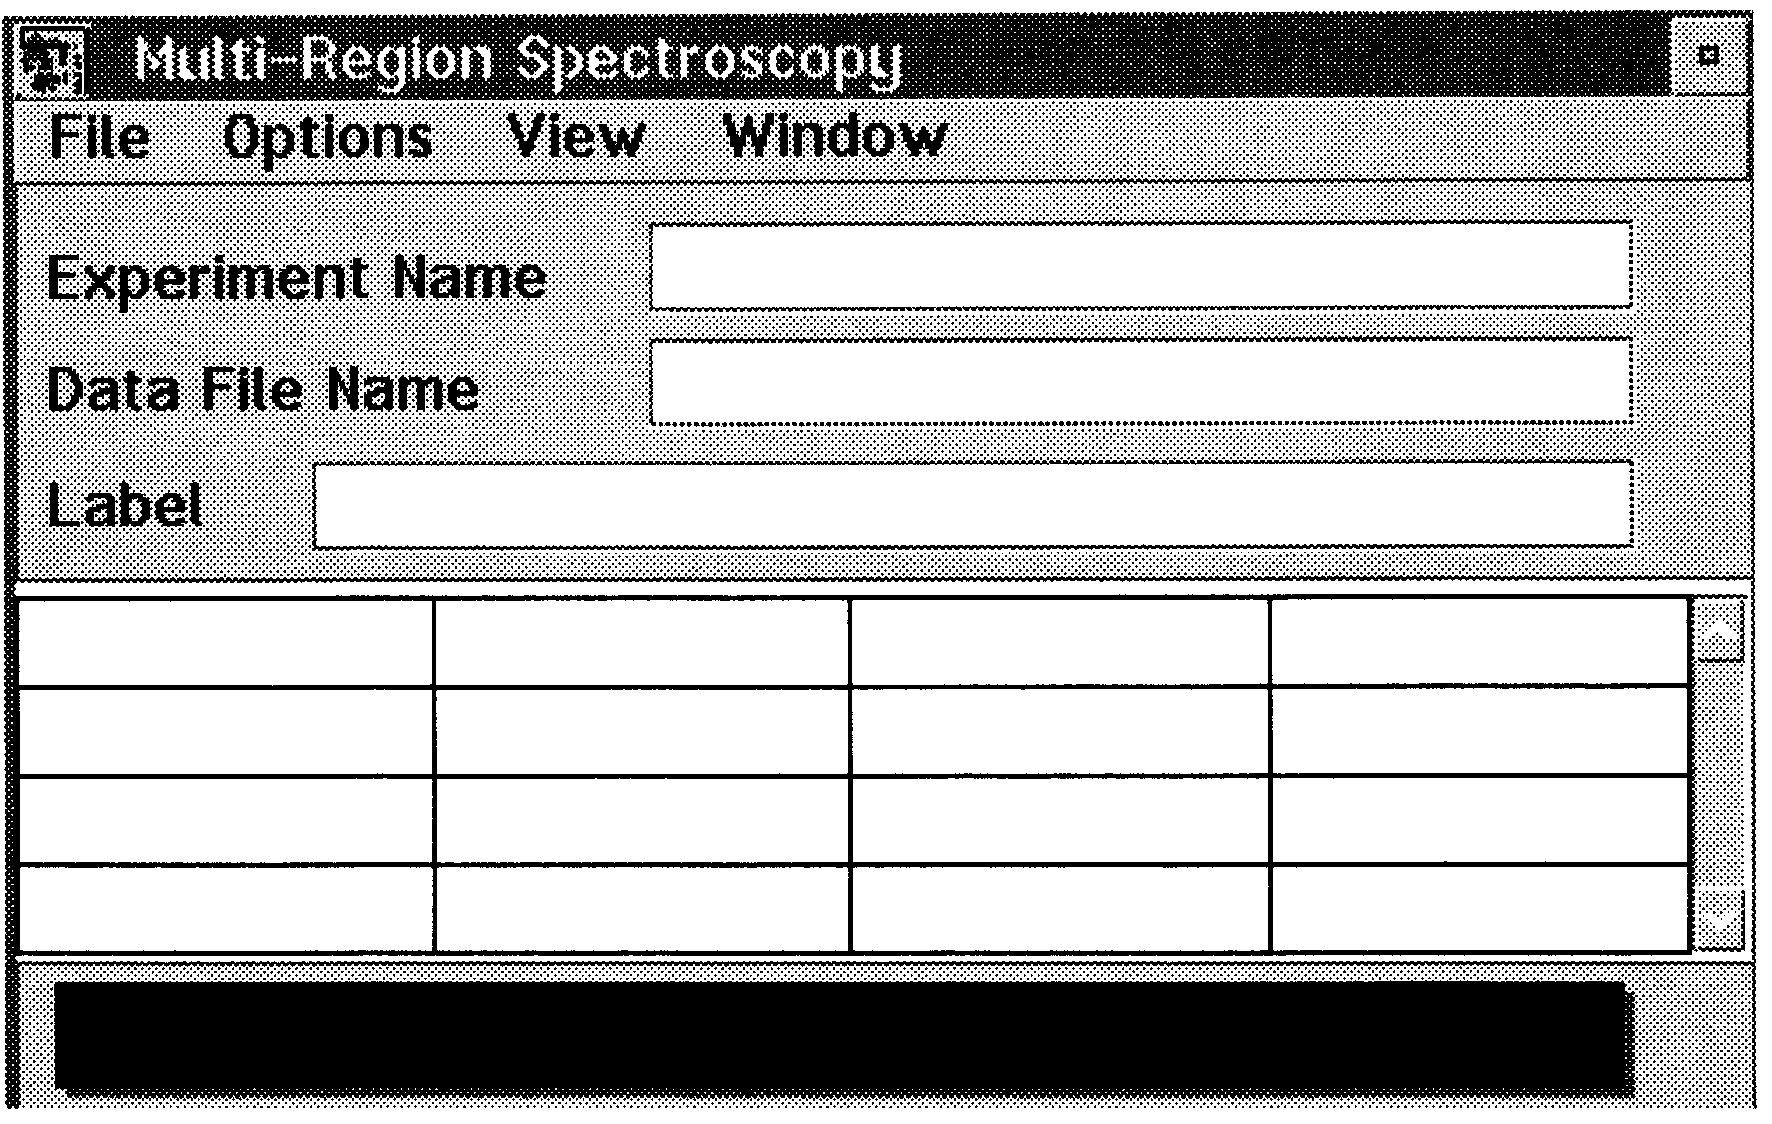 Multi-Region Spectroscopy
File Options View Window
Experiment Name
Data File Name
Label